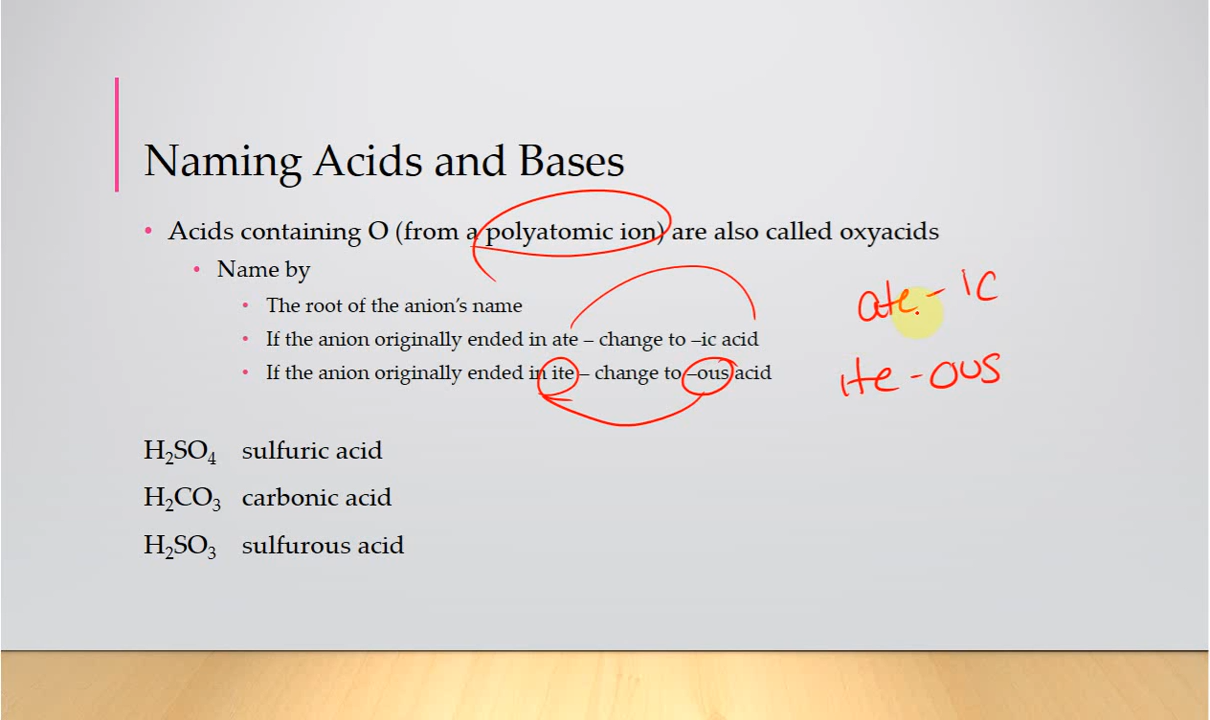 Naming Acids and Bases
• Acids containing O (from a polyatomic ion) are also called oxyacids
• Name by
• The root of the anion's name
• If the anion originally ended in ate – change to –ic acid
• If the anion originally ended in ite – change to –ous acid
ate - ic
ite - ous
H₂SO₄ sulfuric acid
H₂CO₃ carbonic acid
H₂SO₃ sulfurous acid